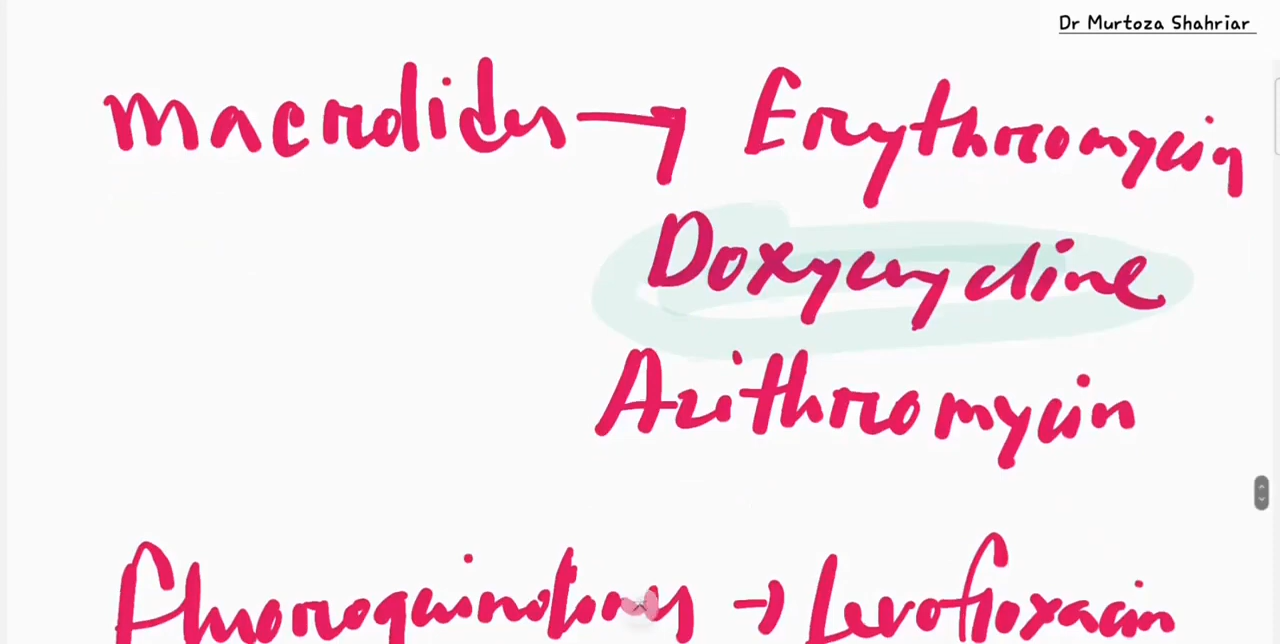 Dr Murtoza Shahriar
Macrolides → Erythromycin
Doxycycline
Azithromycin
Fluoroquinolones → Levofloxacin